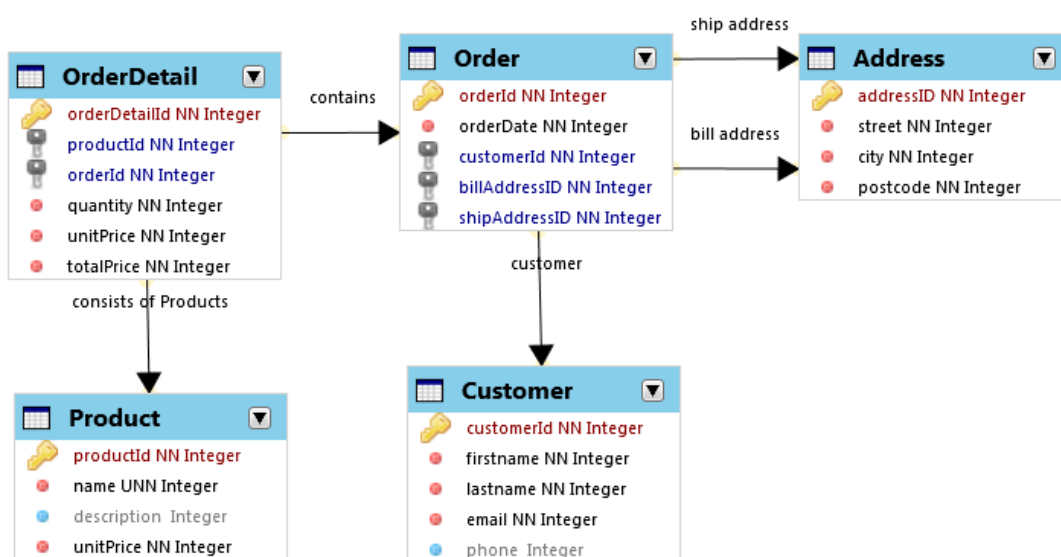 OrderDetail
orderDetailId NN Integer
productId NN Integer
orderId NN Integer
quantity NN Integer
unitPrice NN Integer
totalPrice NN Integer
contains
Order
orderId NN Integer
orderDate NN Integer
customerId NN Integer
billAddressID NN Integer
shipAddressID NN Integer
ship address
bill address
Address
addressID NN Integer
street NN Integer
city NN Integer
postcode NN Integer
consists of Products
customer
Product
productId NN Integer
name UNN Integer
description Integer
unitPrice NN Integer
Customer
customerId NN Integer
firstname NN Integer
lastname NN Integer
email NN Integer
phone Integer